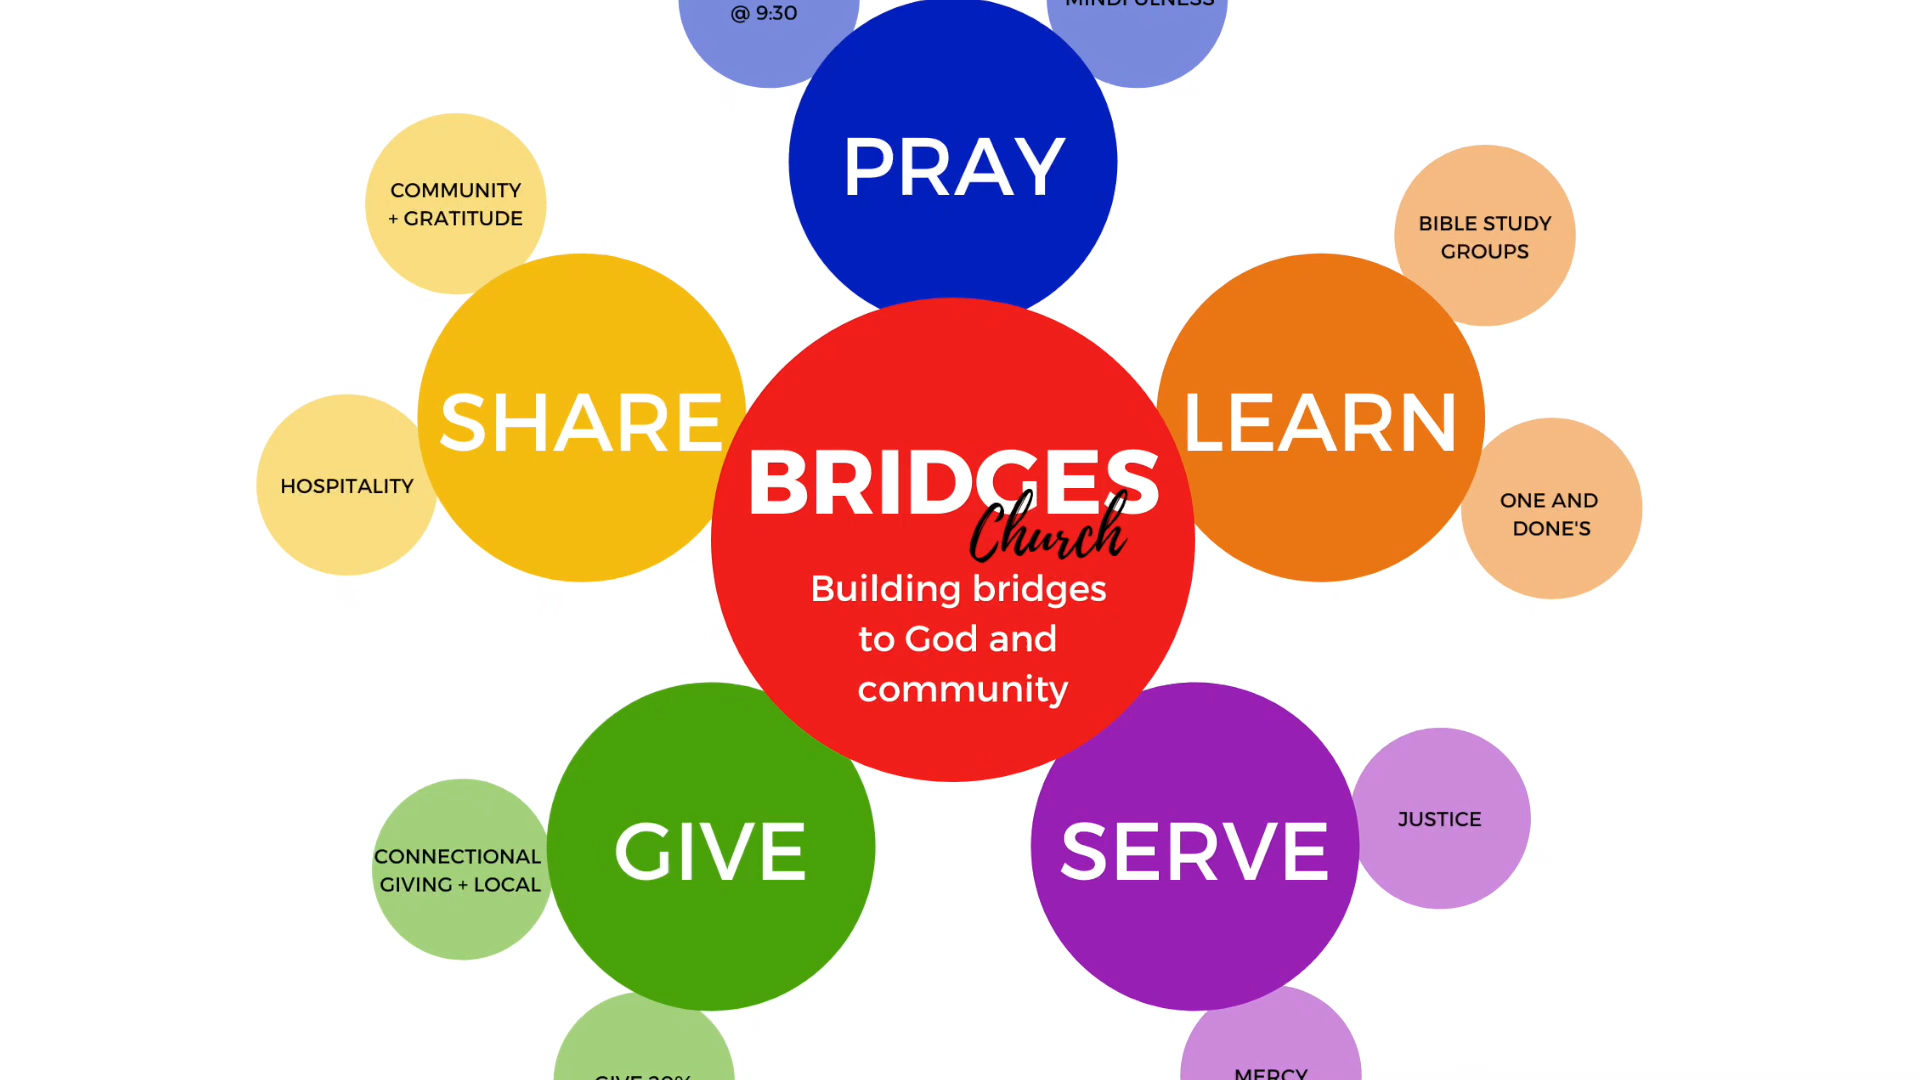 @ 9:30
MINDFULNESS
PRAY
COMMUNITY
+ GRATITUDE
BIBLE STUDY
GROUPS
SHARE
LEARN
HOSPITALITY
ONE AND
DONE'S
BRIDGES
Church
Building bridges
to God and
community
JUSTICE
GIVE
SERVE
CONNECTIONAL
GIVING + LOCAL
MERCY